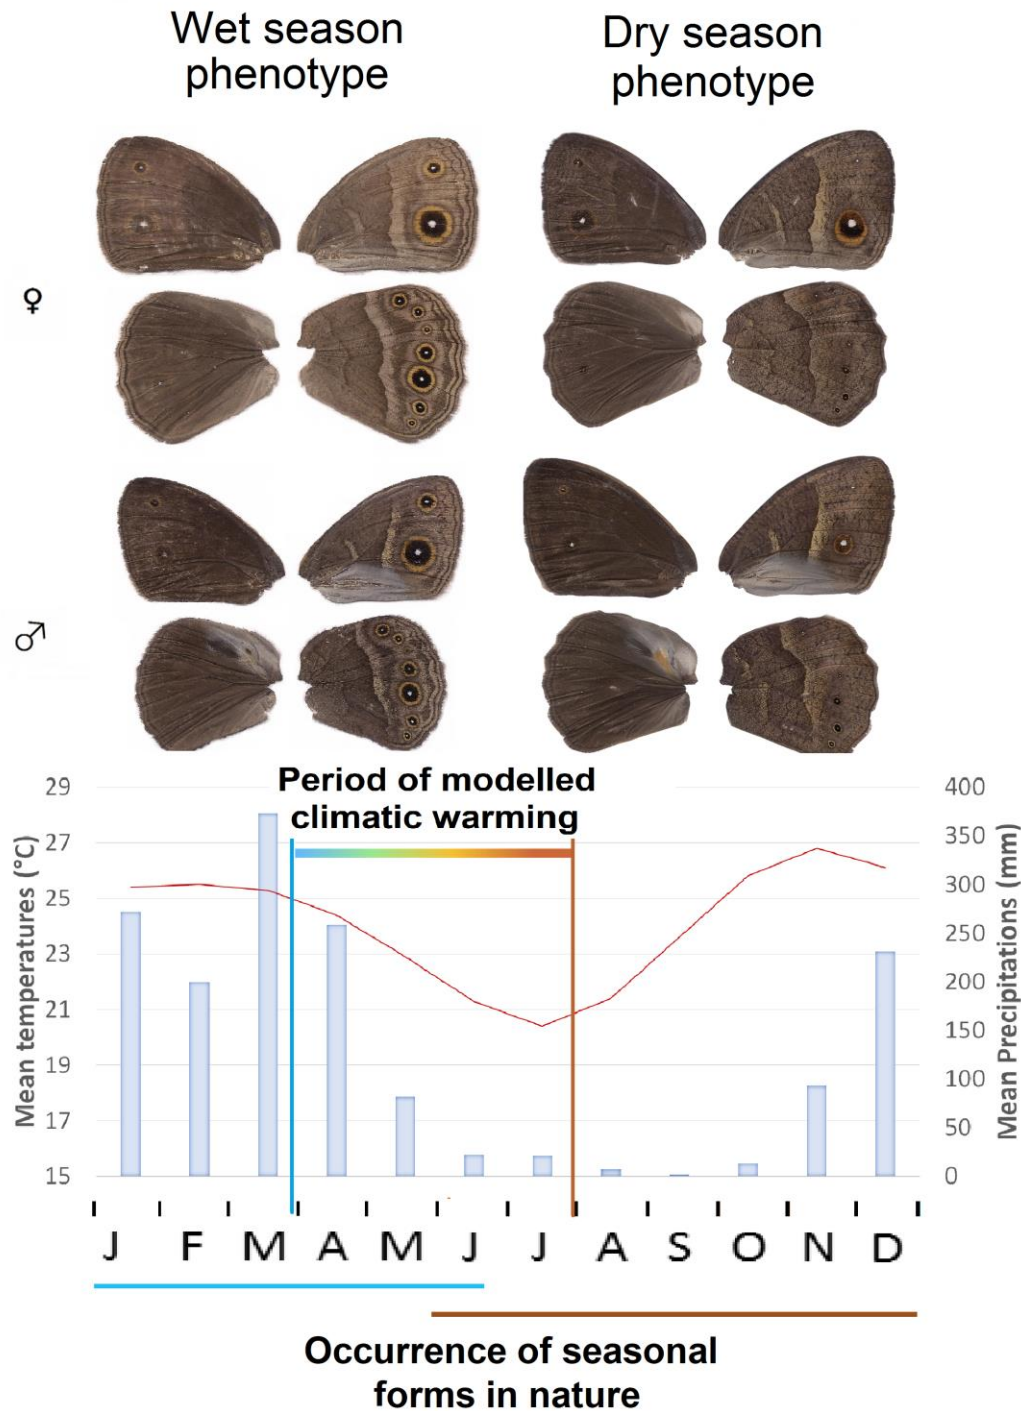 Wet season
phenotype
Dry season
phenotype
♀
♂
Period of modelled
climatic warming
29
27
25
23
21
19
17
15
Mean temperatures (°C)
400
350
300
250
200
150
100
50
0
Mean Precipitations (mm)
J F M A M J J A S O N D
Occurrence of seasonal
forms in nature